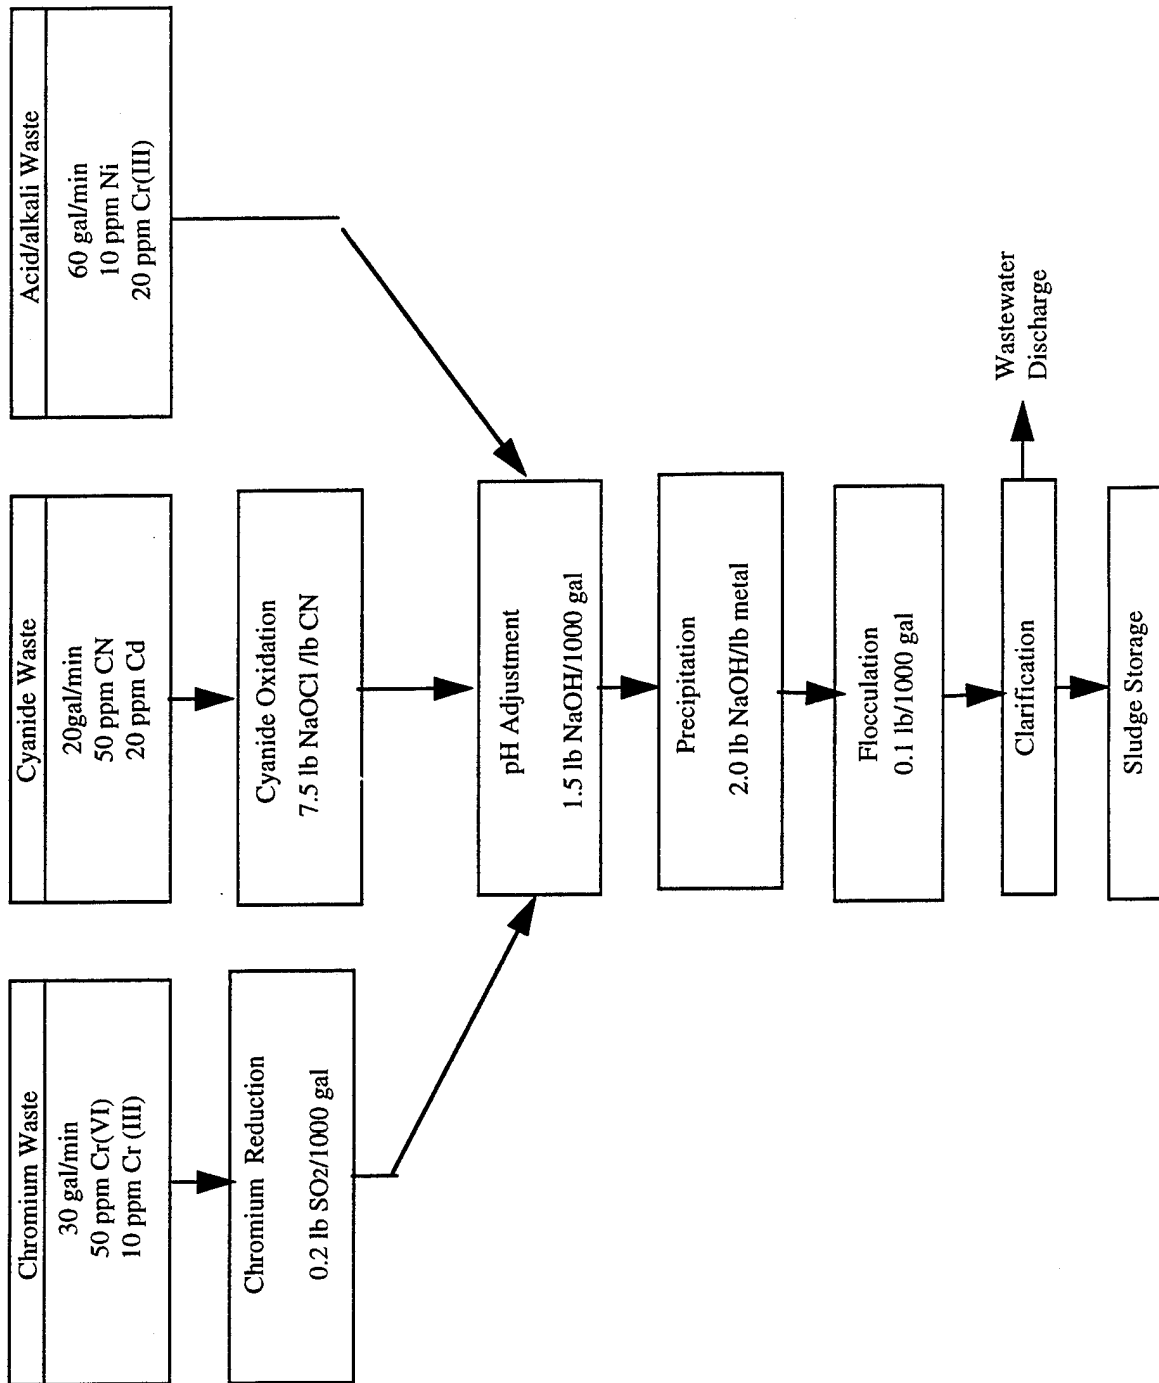 Chromium Waste
30 gal/min
50 ppm Cr(VI)
10 ppm Cr (III)
Cyanide Waste
20gal/min
50 ppm CN
20 ppm Cd
Acid/alkali Waste
60 gal/min
10 ppm Ni
20 ppm Cr(III)
Chromium Reduction
0.2 lb SO2/1000 gal
Cyanide Oxidation
7.5 lb NaOCl /lb CN
pH Adjustment
1.5 lb NaOH/1000 gal
Precipitation
2.0 lb NaOH/lb metal
Flocculation
0.1 lb/1000 gal
Clarification
Wastewater
Discharge
Sludge Storage